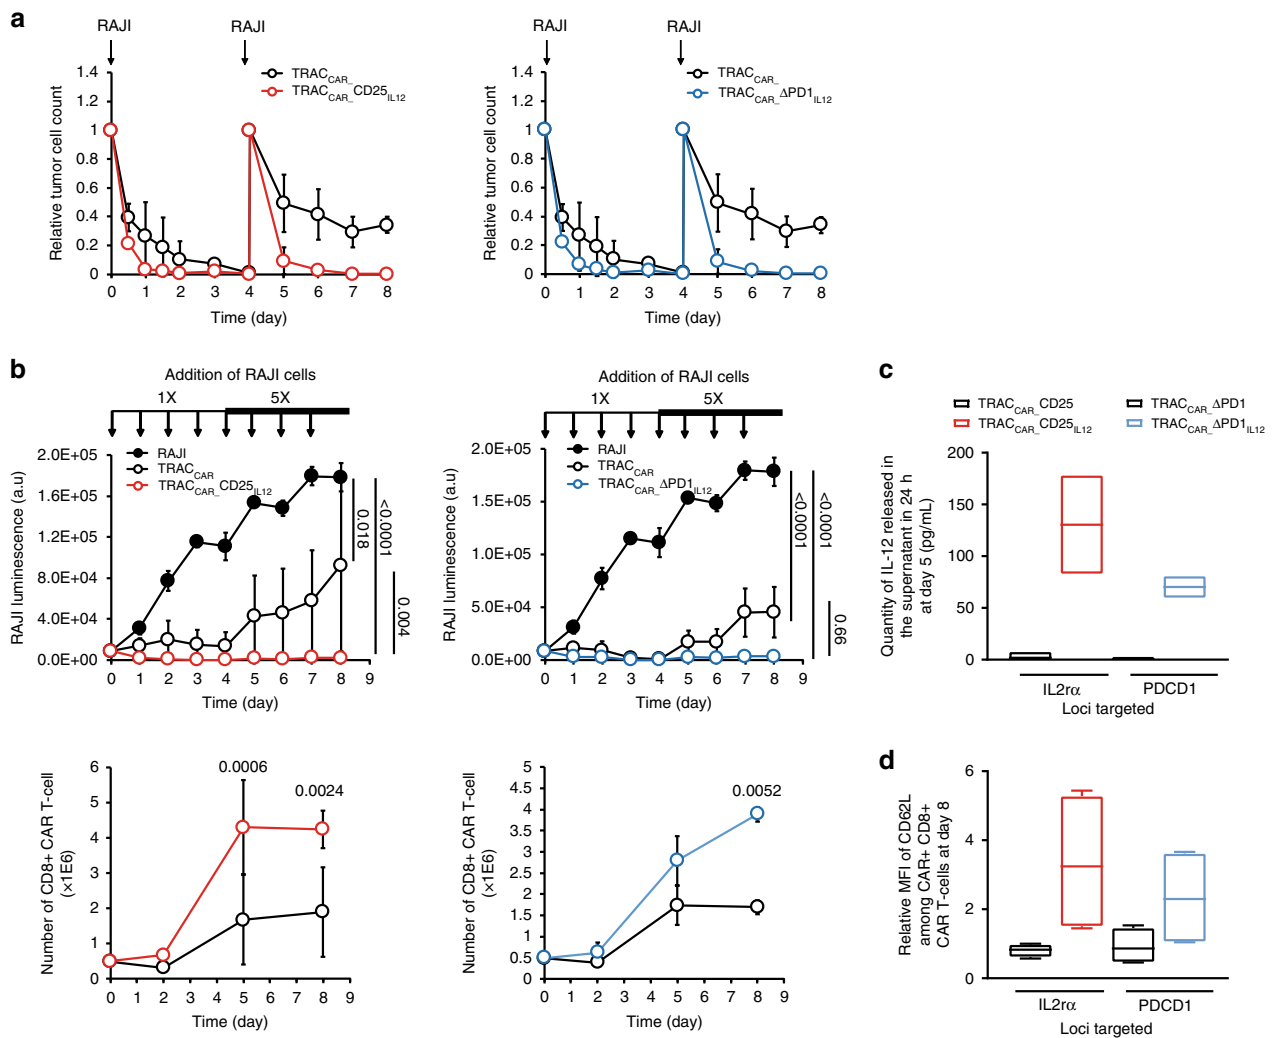 a
RAJI RAJI RAJI RAJI
TRACCAR_
TRACCAR_CD25IL12
Relative tumor cell count
1.4
1.2
1
0.8
0.6
0.4
0.2
0
0 1 2 3 4 5 6 7 8
Time (day)
TRACCAR_
TRACCAR_ΔPD1IL12
Relative tumor cell count
1.4
1.2
1
0.8
0.6
0.4
0.2
0
0 1 2 3 4 5 6 7 8
Time (day)
b
Addition of RAJI cells
1X 5X
RAJI
TRACCAR
TRACCAR_CD25IL12
RAJI luminescence (a.u)
2.0E+05
1.6E+05
1.2E+05
8.0E+04
4.0E+04
0.0E+00
0 1 2 3 4 5 6 7 8 9
Time (day)
0.018
<0.0001
0.004
Addition of RAJI cells
1X 5X
RAJI
TRACCAR
TRACCAR_ΔPD1IL12
RAJI luminescence (a.u)
2.0E+05
1.5E+05
1.0E+05
5.0E+04
0.0E+00
0 1 2 3 4 5 6 7 8 9
Time (day)
<0.0001
<0.0001
0.66
Number of CD8+ CAR T-cell
(×1E6)
6
5
4
3
2
1
0
0 1 2 3 4 5 6 7 8 9
Time (day)
0.0006
0.0024
Number of CD8+ CAR T-cell
(×1E6)
5
4.5
4
3.5
3
2.5
2
1.5
1
0.5
0
0 1 2 3 4 5 6 7 8 9
Time (day)
0.0052
c
TRACCAR_CD25 TRACCAR_ΔPD1
TRACCAR_CD25IL12 TRACCAR_ΔPD1IL12
Quantity of IL-12 released in
the supernatant in 24 h
at day 5 (pg/mL)
200
150
100
50
0
IL2rα PDCD1
Loci targeted
d
Relative MFI of CD62L
among CAR+ CD8+
CAR T-cells at day 8
6
4
2
0
IL2rα PDCD1
Loci targeted